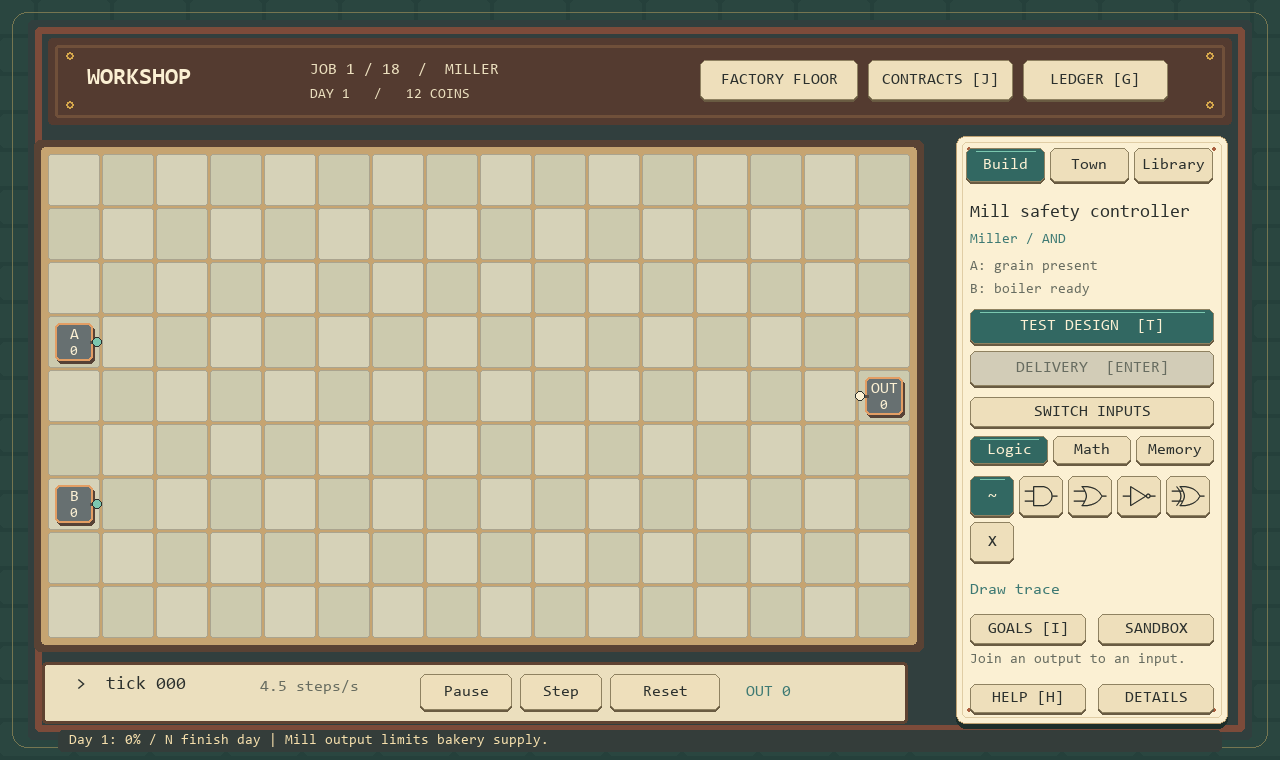 WORKSHOP
JOB 1 / 18 / MILLER
DAY 1 / 12 COINS
FACTORY FLOOR
CONTRACTS [J]
LEDGER [G]
Build
Town
Library
Mill safety controller
Miller / AND
A: grain present
B: boiler ready
TEST DESIGN [T]
DELIVERY [ENTER]
SWITCH INPUTS
Logic
Math
Memory
~
X
Draw trace
GOALS [I]
SANDBOX
Join an output to an input.
HELP [H]
DETAILS
A
0
OUT
0
B
0
> tick 000
4.5 steps/s
Pause
Step
Reset
OUT 0
Day 1: 0% / N finish day | Mill output limits bakery supply.